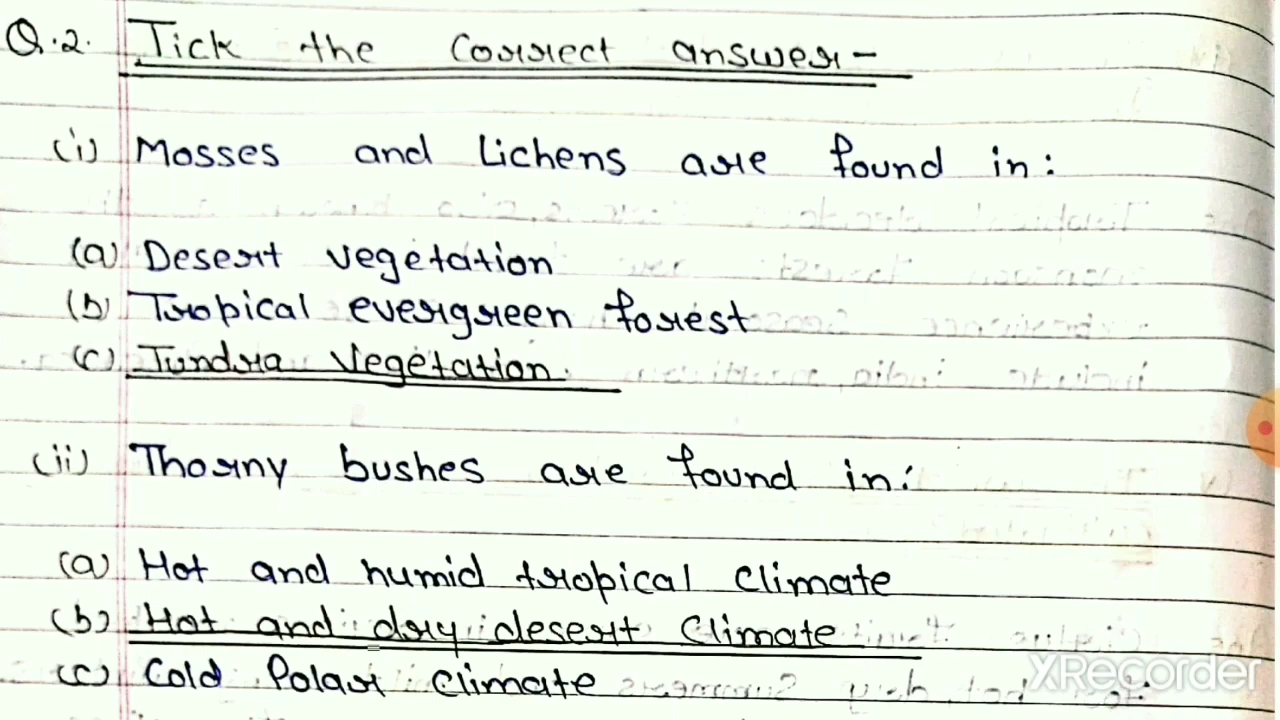 Q.2. Tick the correct answer-
(i) Mosses and Lichens are found in:
(a) Desert vegetation
(b) Tropical evergreen forest
(c) Tundra Vegetation.
(ii) Thorny bushes are found in:
(a) Hot and humid tropical climate
(b) Hot and dry desert climate
(c) Cold Polar climate
XRecorder